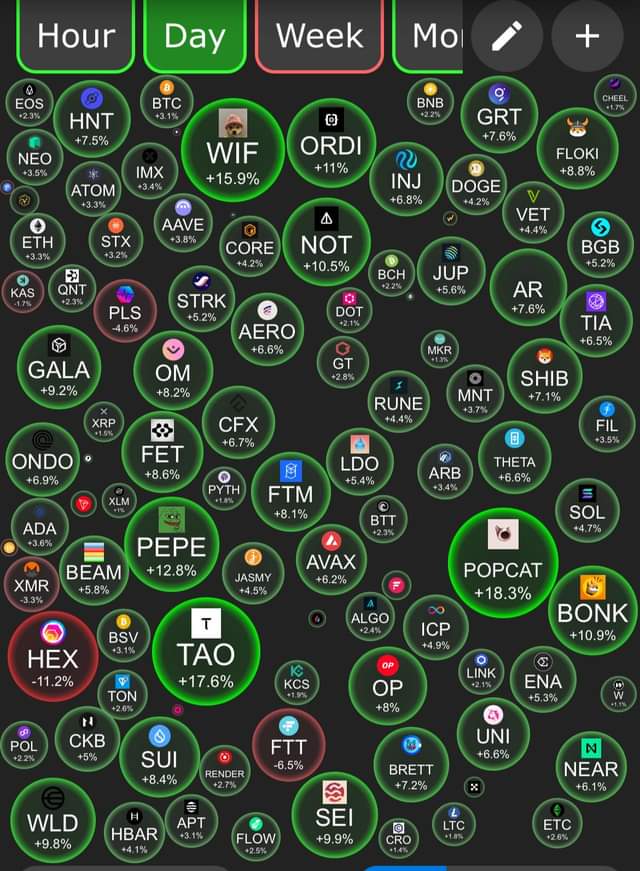 Hour
Day
Week
Mo
EOS
+2.3%
HNT
+7.5%
BTC
+3.1%
WIF
+15.9%
ORDI
+11%
BNB
+2.2%
GRT
+7.6%
CHEEL
+1.7%
FLOKI
+8.8%
NEO
+3.5%
ATOM
+3.3%
IMX
+3.4%
INJ
+6.8%
DOGE
+4.2%
VET
+4.4%
ETH
+3.3%
STX
+3.2%
AAVE
+3.8%
CORE
+4.2%
NOT
+10.5%
BCH
+2.2%
JUP
+5.6%
BGB
+5.2%
KAS
-1.7%
QNT
+2.3%
PLS
-4.6%
STRK
+5.2%
AERO
+6.6%
DOT
+2.1%
AR
+7.6%
TIA
+6.5%
GALA
+9.2%
OM
+8.2%
GT
+2.8%
MKR
+1.3%
SHIB
+7.1%
RUNE
+4.4%
MNT
+3.7%
XRP
+1.5%
CFX
+6.7%
FIL
+3.5%
ONDO
+6.9%
FET
+8.6%
LDO
+5.4%
ARB
+3.4%
THETA
+6.6%
PYTH
+1.8%
FTM
+8.1%
XLM
+1%
SOL
+4.7%
ADA
+3.6%
PEPE
+12.8%
BTT
+2.3%
XMR
-3.3%
BEAM
+5.8%
JASMY
+4.5%
AVAX
+6.2%
POPCAT
+18.3%
BONK
+10.9%
HEX
-11.2%
BSV
+3.1%
T
TAO
+17.6%
ALGO
+2.4%
ICP
+4.9%
TON
+2.6%
KCS
+1.9%
OP
OP
+8%
LINK
+2.1%
ENA
+5.3%
W
+1.1%
POL
+2.2%
CKB
+5%
SUI
+8.4%
RENDER
+2.7%
FTT
-6.5%
BRETT
+7.2%
UNI
+6.6%
NEAR
+6.1%
WLD
+9.8%
HBAR
+4.1%
APT
+3.1%
FLOW
+2.5%
SEI
+9.9%
CRO
+1.4%
LTC
+1.8%
ETC
+2.6%